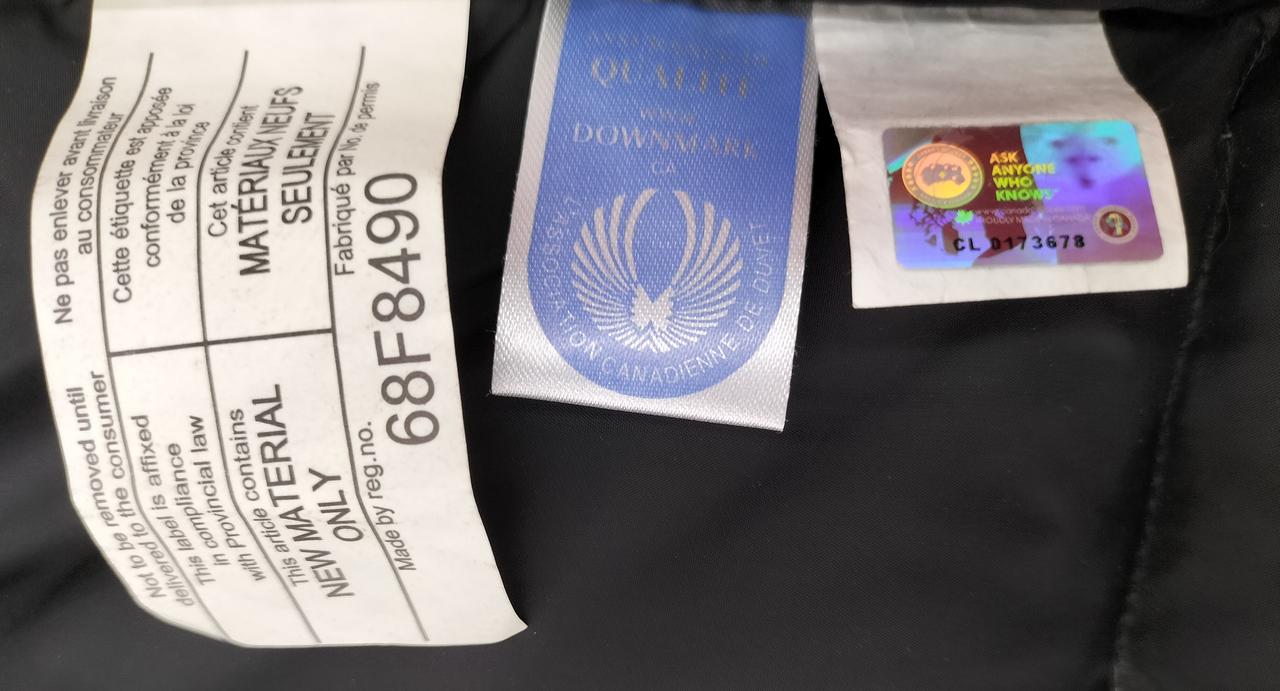 Not to be removed until
delivered to the consumer
This label is affixed
in compliance
with Provincial law
This article contains
NEW MATERIAL
ONLY
Made by reg.no.
68F8490
Ne pas enlever avant livraison
au consommateur
Cette étiquette est apposée
conformément à la loi
de la province
Cet article contient
MATÉRIAUX NEUFS
SEULEMENT
Fabriqué par No. de permis
QUALITÉ
DOWNMARK
CA
CANADIENNE DE DUVET
ASK
ANYONE
WHO
KNOWS
CL 0173678